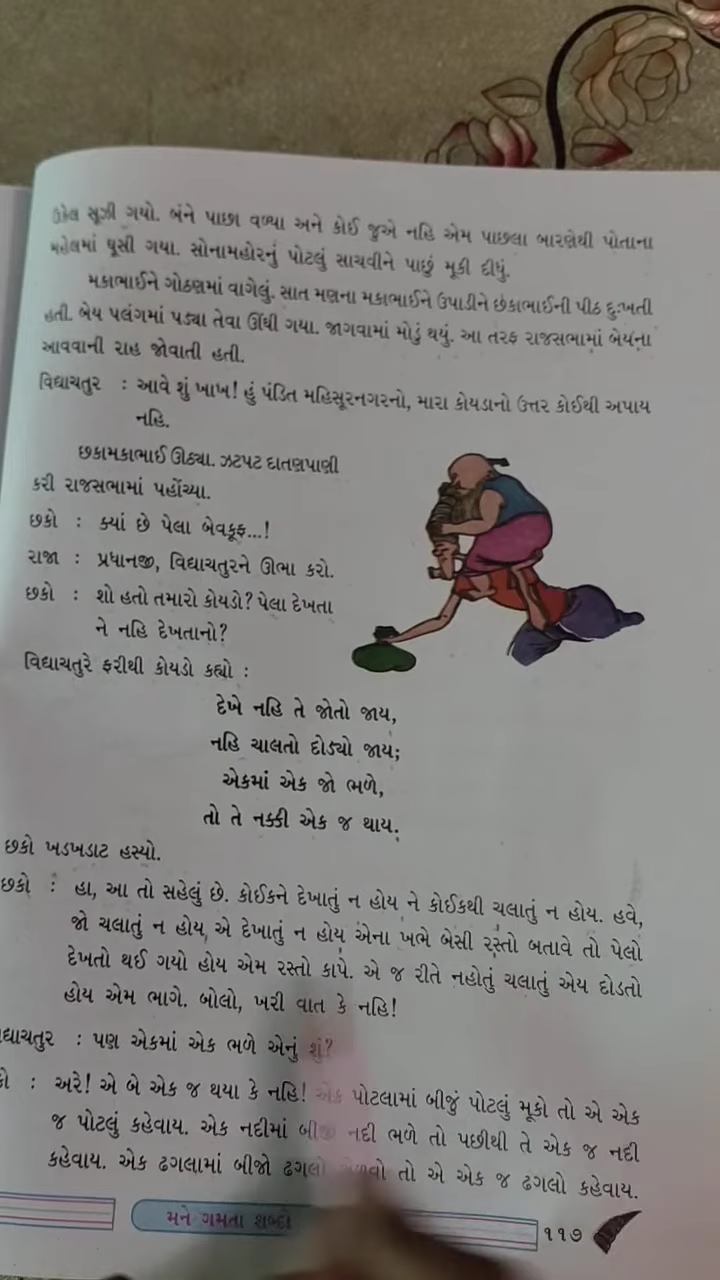 ઉકેલ સૂઝી ગયો. બંને પાછા વળ્યા અને કોઈ જુએ નહિ એમ પાછલા બારણેથી પોતાના
મહેલમાં ઘૂસી ગયા. સોનામહોરનું પોટલું સાચવીને પાછું મૂકી દીધું.
મકાભાઈને ગોઠણમાં વાગેલું. સાત મણના મકાભાઈને ઉપાડીને છકાભાઈની પીઠ દુઃખતી
હતી. બેય પલંગમાં પડ્યા તેવા ઊંઘી ગયા. જાગવામાં મોડું થયું. આ તરફ રાજસભામાં બેયના
આવવાની રાહ જોવાતી હતી.
વિદ્યાચતુર : આવે શું ખાખ! હું પંડિત મહિસૂરનગરનો, મારા કોયડાનો ઉત્તર કોઈથી અપાય
નહિ.
છકામકાભાઈ ઊઠ્યા. ઝટપટ દાતણપાણી
કરી રાજસભામાં પહોંચ્યા.
છકો : ક્યાં છે પેલા બેવકૂફ...!
રાજા : પ્રધાનજી, વિદ્યાચતુરને ઊભા કરો.
છકો : શો હતો તમારો કોયડો? પેલા દેખતા
ને નહિ દેખતાનો?
વિદ્યાચતુરે ફરીથી કોયડો કહ્યો :
દેખે નહિ તે જોતો જાય,
નહિ ચાલતો દોડ્યો જાય;
એકમાં એક જો ભળે,
તો તે નક્કી એક જ થાય.
છકો ખડખડાટ હસ્યો.
છકો : હા, આ તો સહેલું છે. કોઈકને દેખાતું ન હોય ને કોઈકથી ચલાતું ન હોય. હવે,
જો ચલાતું ન હોય એ દેખાતું ન હોય એના ખભે બેસી રસ્તો બતાવે તો પેલો
દેખતો થઈ ગયો હોય એમ રસ્તો કાપે. એ જ રીતે નહોતું ચલાતું એય દોડતો
હોય એમ ભાગે. બોલો, ખરી વાત કે નહિ!
દ્યાચતુર : પણ એકમાં એક ભળે એનું શું?
કો : અરે! એ બે એક જ થયા કે નહિ! એક પોટલામાં બીજું પોટલું મૂકો તો એ એક
જ પોટલું કહેવાય. એક નદીમાં બીજી નદી ભળે તો પછીથી તે એક જ નદી
કહેવાય. એક ઢગલામાં બીજો ઢગલો ભેળવો તો એ એક જ ઢગલો કહેવાય.
મને ગમતા શબ્દો
૧૧૭